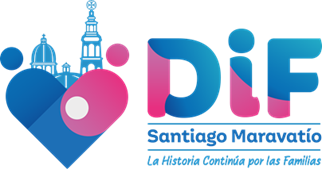 DiF
Santiago Maravatío
La Historia Continúa por las Familias